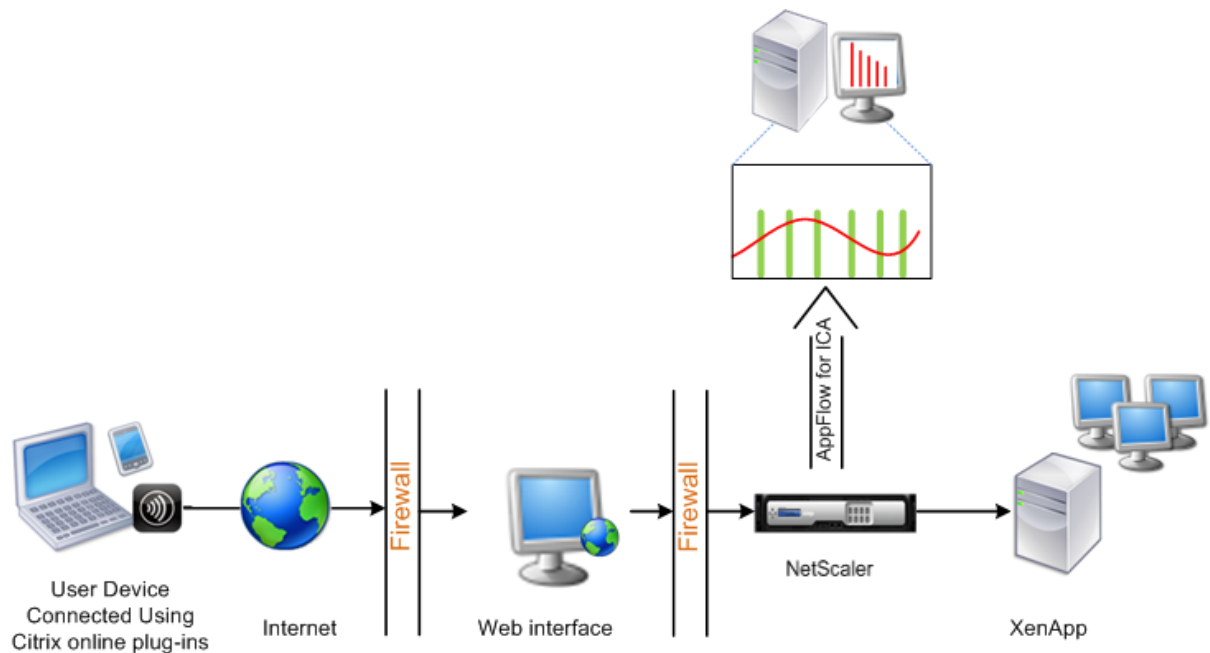 AppFlow for ICA
Firewall
Firewall
User Device
Connected Using
Citrix online plug-ins
Internet
Web interface
NetScaler
XenApp